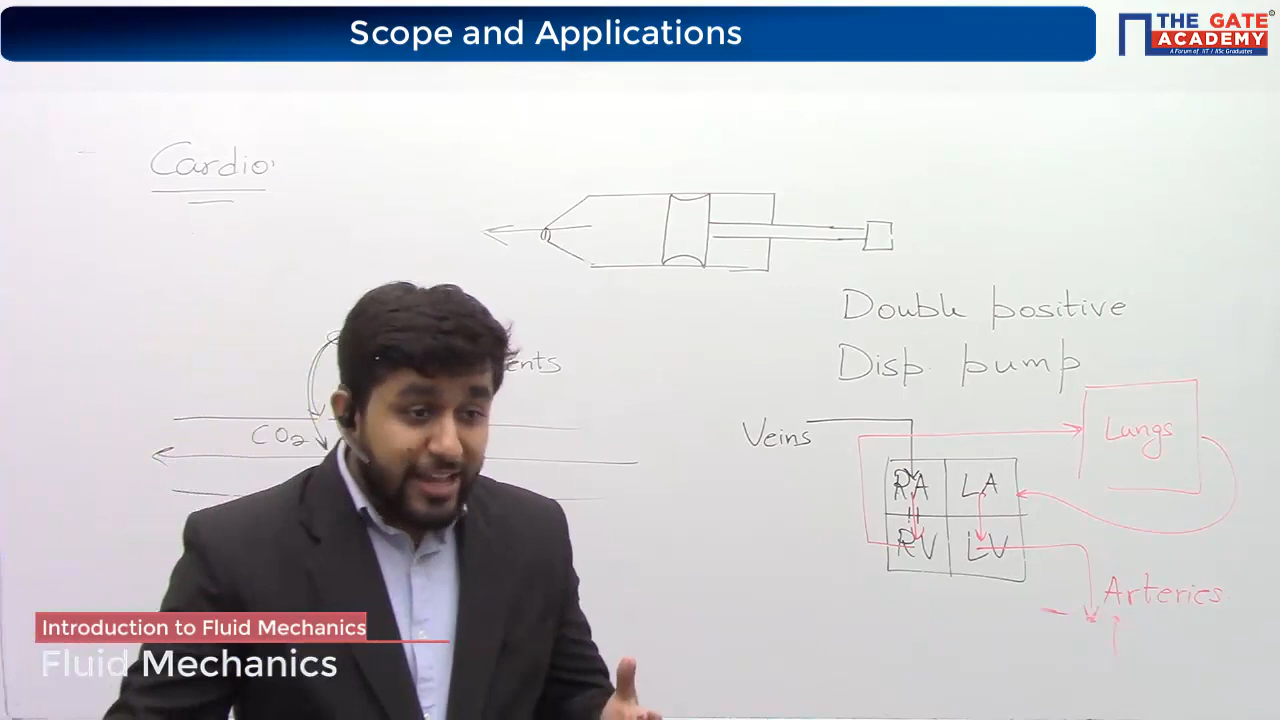 Scope and Applications
THE GATE
ACADEMY
A Forum of IIT / IISc Graduates
©
Cardio
Double positive
Disp. pump
ents
CO2
Veins
Lungs
RA
LA
RV
LV
Arteries
Introduction to Fluid Mechanics
Fluid Mechanics